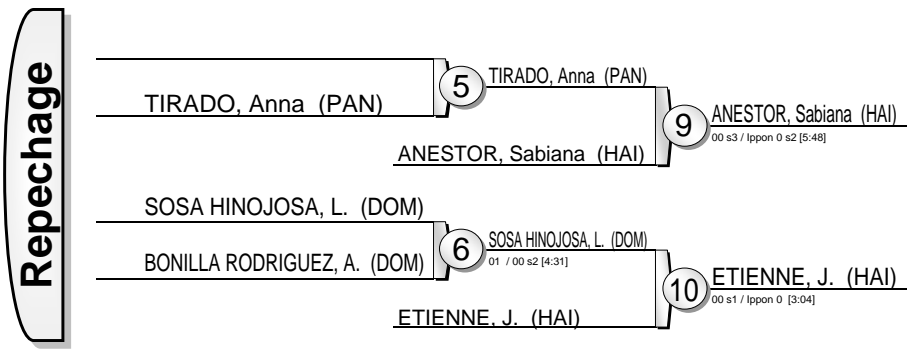 Repechage
TIRADO, Anna (PAN)
5
TIRADO, Anna (PAN)
ANESTOR, Sabiana (HAI)
9
ANESTOR, Sabiana (HAI)
00 s3 / Ippon 0 s2 [5:48]
SOSA HINOJOSA, L. (DOM)
BONILLA RODRIGUEZ, A. (DOM)
6
SOSA HINOJOSA, L. (DOM)
01 / 00 s2 [4:31]
ETIENNE, J. (HAI)
10
ETIENNE, J. (HAI)
00 s1 / Ippon 0 [3:04]